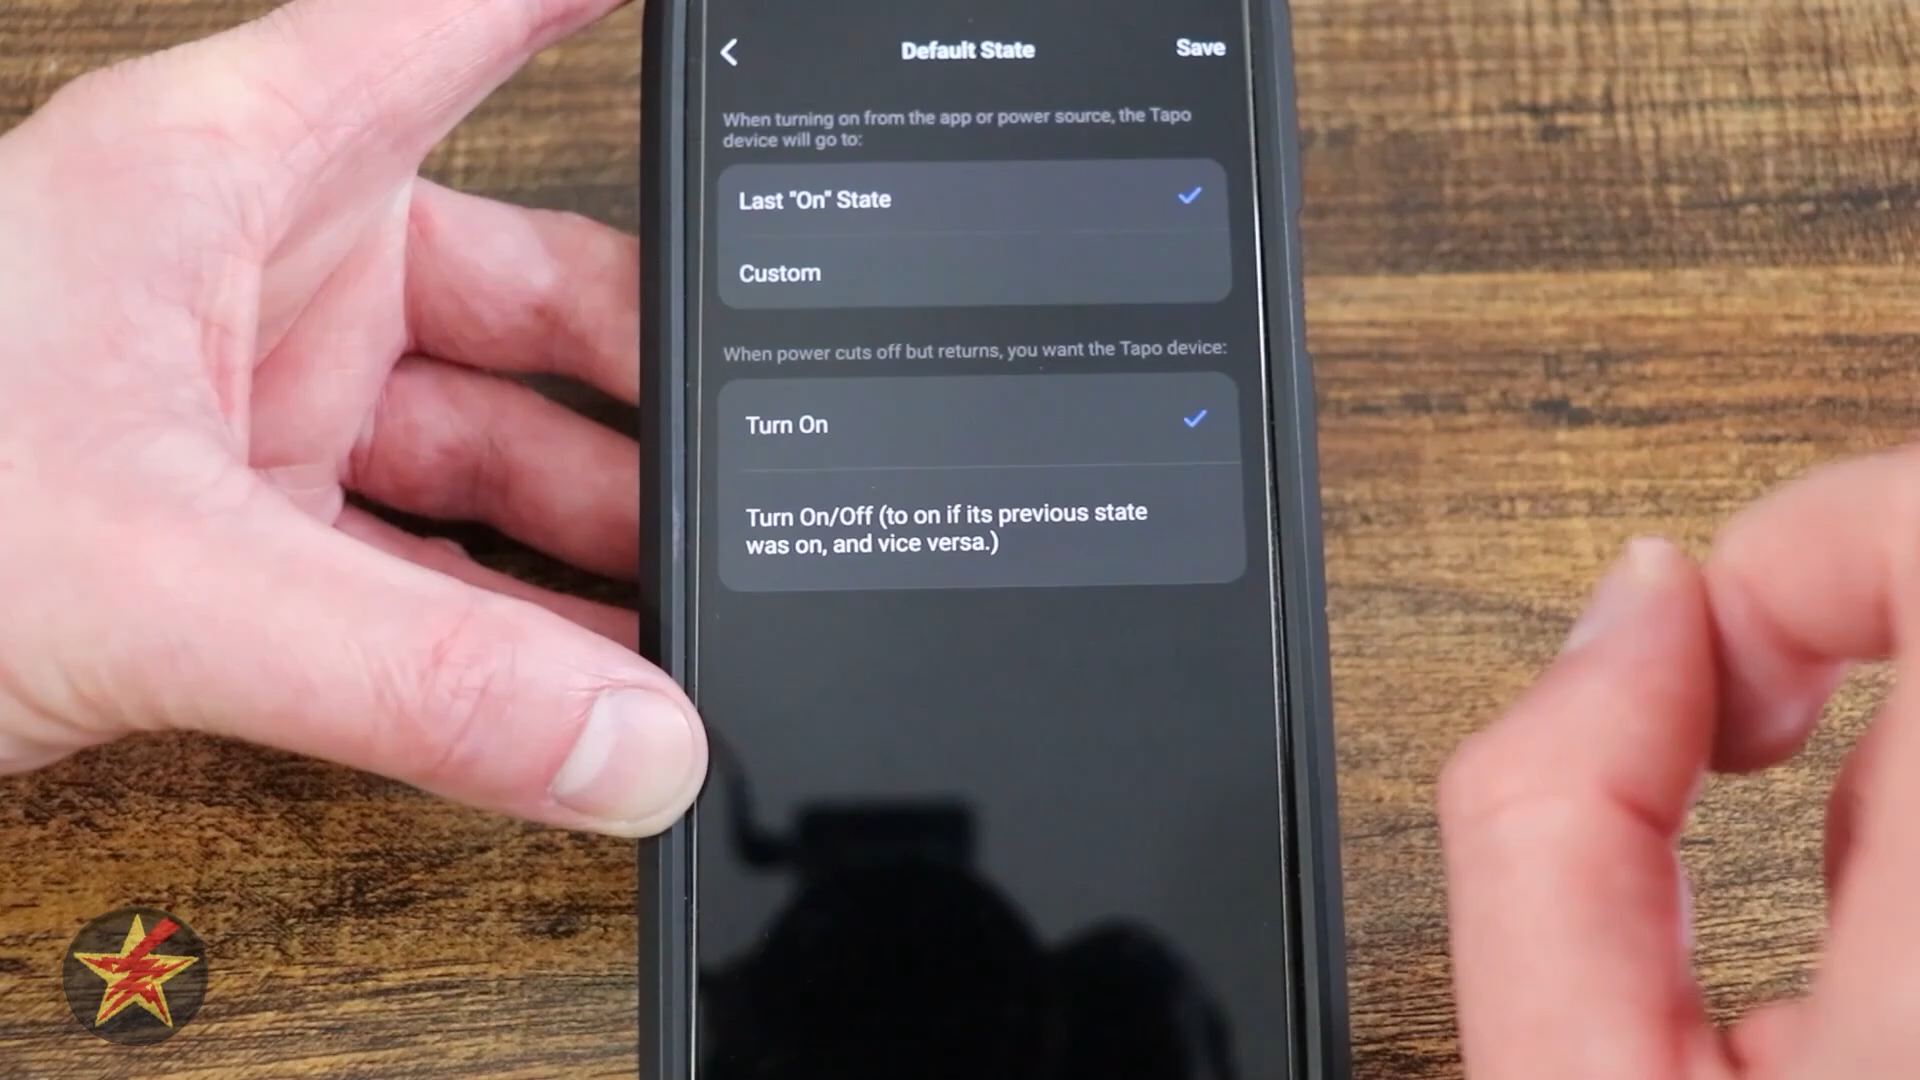 Default State
Save
When turning on from the app or power source, the Tapo
device will go to:
Last "On" State
Custom
When power cuts off but returns, you want the Tapo device:
Turn On
Turn On/Off (to on if its previous state
was on, and vice versa.)